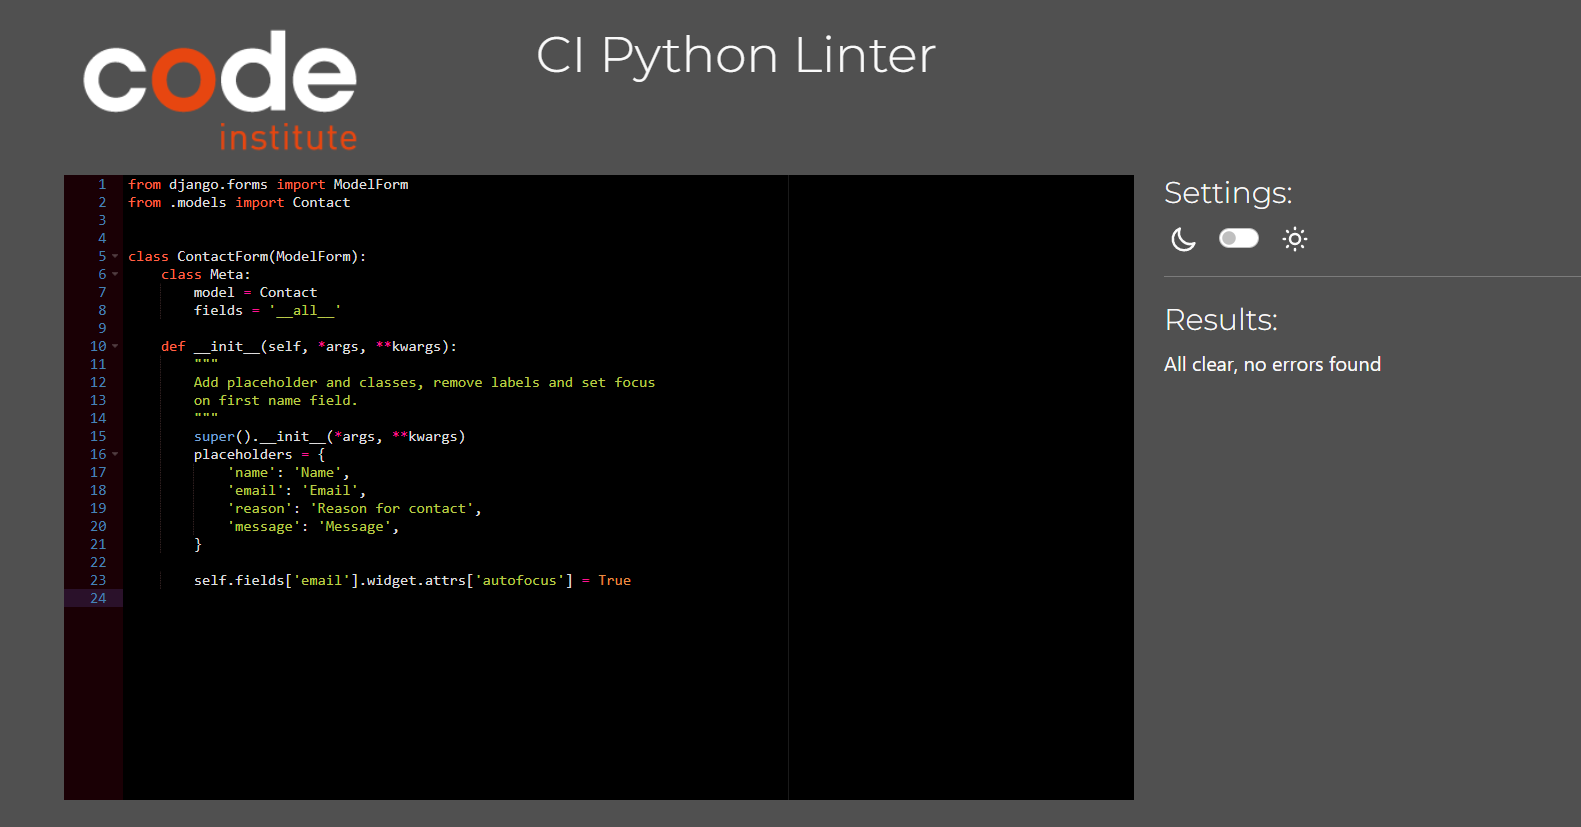 code
institute
CI Python Linter
1 from django.forms import ModelForm
2 from .models import Contact
3
4
5 class ContactForm(ModelForm):
6     class Meta:
7         model = Contact
8         fields = '__all__'
9
10     def __init__(self, *args, **kwargs):
11         """
12         Add placeholder and classes, remove labels and set focus
13         on first name field.
14         """
15         super().__init__(*args, **kwargs)
16         placeholders = {
17             'name': 'Name',
18             'email': 'Email',
19             'reason': 'Reason for contact',
20             'message': 'Message',
21         }
22
23         self.fields['email'].widget.attrs['autofocus'] = True
24
Settings:
Results:
All clear, no errors found